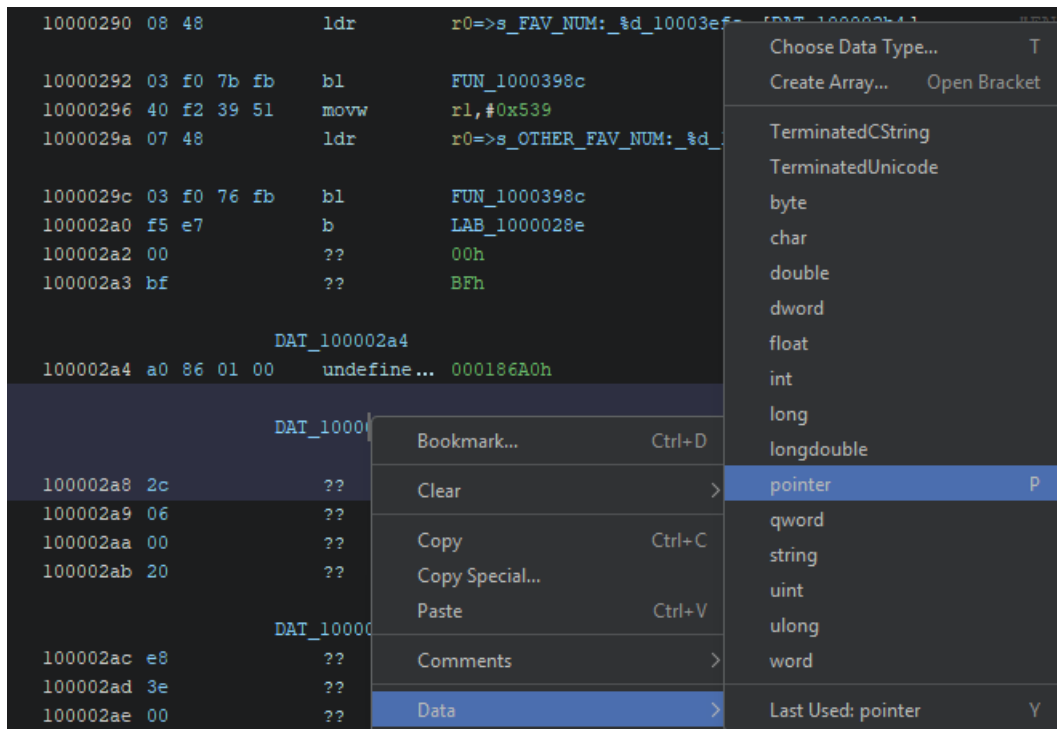 10000290 08 48 ldr r0=>s_FAV_NUM:_%d_10003efc
10000292 03 f0 7b fb bl FUN_1000398c
10000296 40 f2 39 51 movw r1,#0x539
1000029a 07 48 ldr r0=>s_OTHER_FAV_NUM:_%d_
1000029c 03 f0 76 fb bl FUN_1000398c
100002a0 f5 e7 b LAB_1000028e
100002a2 00 ?? 00h
100002a3 bf ?? BFh
DAT_100002a4
100002a4 a0 86 01 00 undefine... 000186A0h
DAT_1000
100002a8 2c ??
100002a9 06 ??
100002aa 00 ??
100002ab 20 ??
DAT_1000
100002ac e8 ??
100002ad 3e ??
100002ae 00 ??
Bookmark... Ctrl+D
Clear >
Copy Ctrl+C
Copy Special...
Paste Ctrl+V
Comments >
Data >
Choose Data Type... T
Create Array... Open Bracket
TerminatedCString
TerminatedUnicode
byte
char
double
dword
float
int
long
longdouble
pointer P
qword
string
uint
ulong
word
Last Used: pointer Y